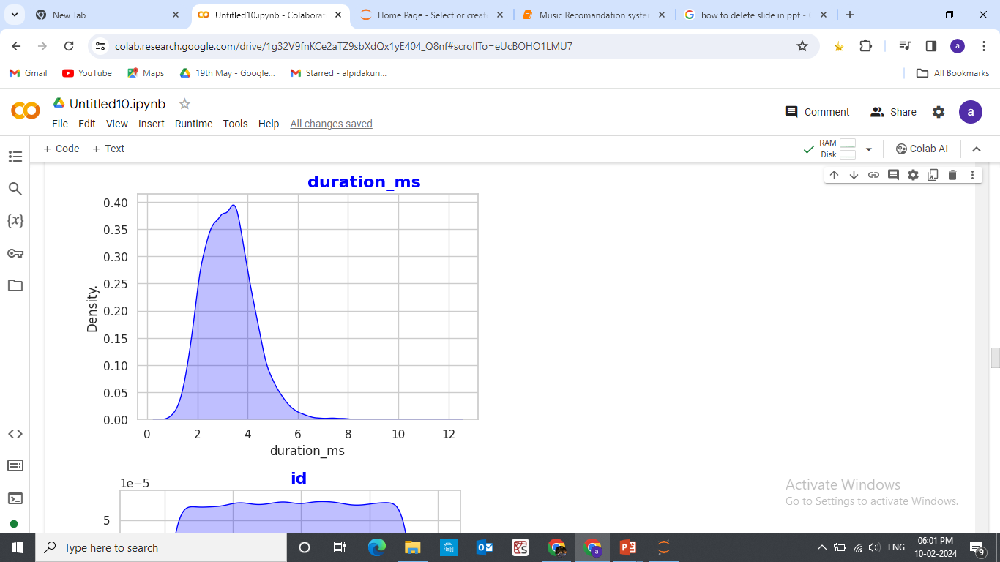 New Tab
Untitled10.ipynb - Colaborat
Home Page - Select or creat
Music Recomandation syste
how to delete slide in ppt -
colab.research.google.com/drive/1g32V9fnKCe2aTZ9sbXdQx1yE404_Q8nf#scrollTo=eUcBOHO1LMU7
a
Gmail
YouTube
Maps
19th May - Google...
Starred - alpidakuri...
All Bookmarks
Untitled10.ipynb
File Edit View Insert Runtime Tools Help All changes saved
Comment
Share
a
+ Code + Text
RAM
Disk
Colab AI
{x}
duration_ms
0.40
0.35
0.30
0.25
0.20
0.15
0.10
0.05
0.00
Density.
0 2 4 6 8 10 12
duration_ms
id
1e−5
5
Activate Windows
Go to Settings to activate Windows.
Type here to search
ENG
06:01 PM
10-02-2024
9